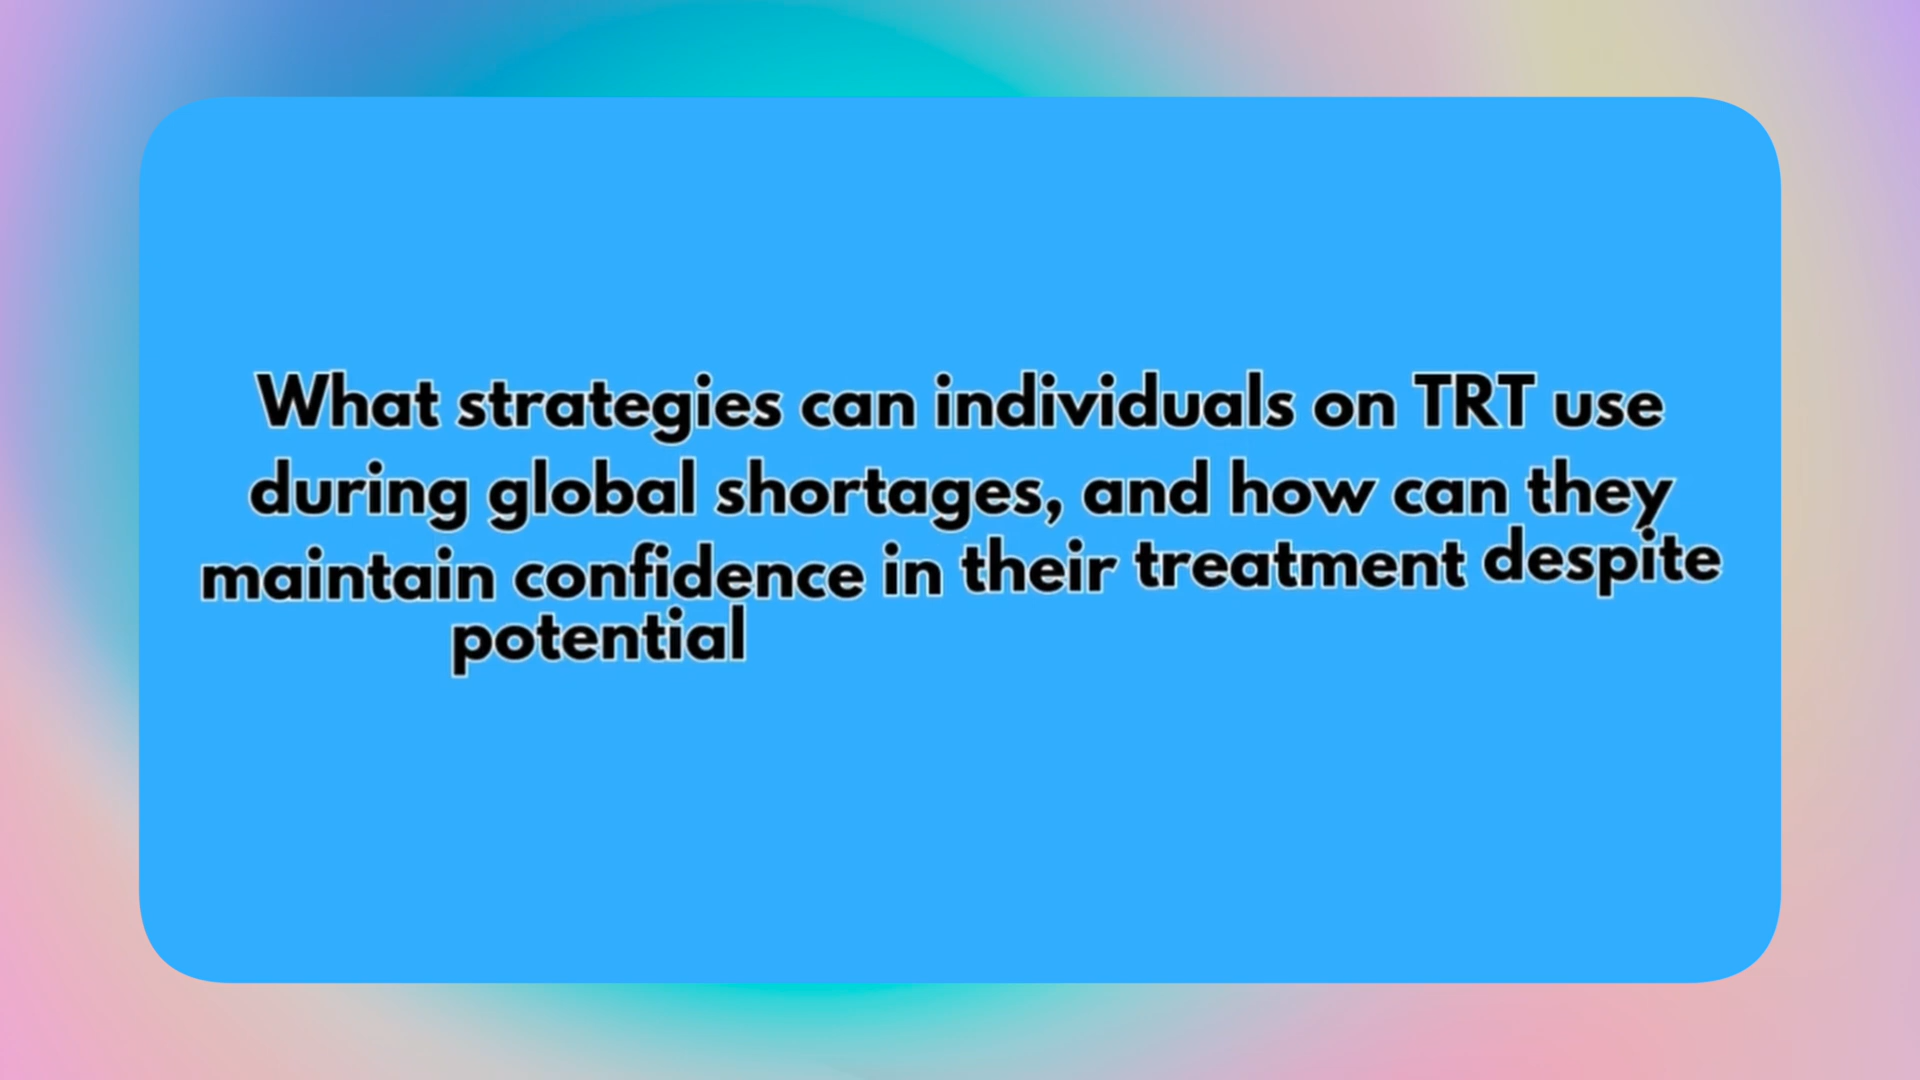 What strategies can individuals on TRT use
during global shortages, and how can they
maintain confidence in their treatment despite
potential